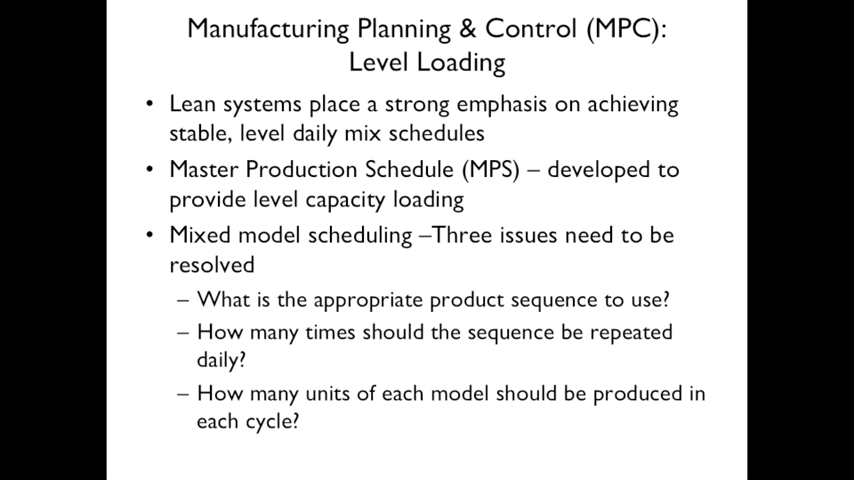 Manufacturing Planning & Control (MPC):
Level Loading
• Lean systems place a strong emphasis on achieving
stable, level daily mix schedules
• Master Production Schedule (MPS) – developed to
provide level capacity loading
• Mixed model scheduling –Three issues need to be
resolved
– What is the appropriate product sequence to use?
– How many times should the sequence be repeated
daily?
– How many units of each model should be produced in
each cycle?